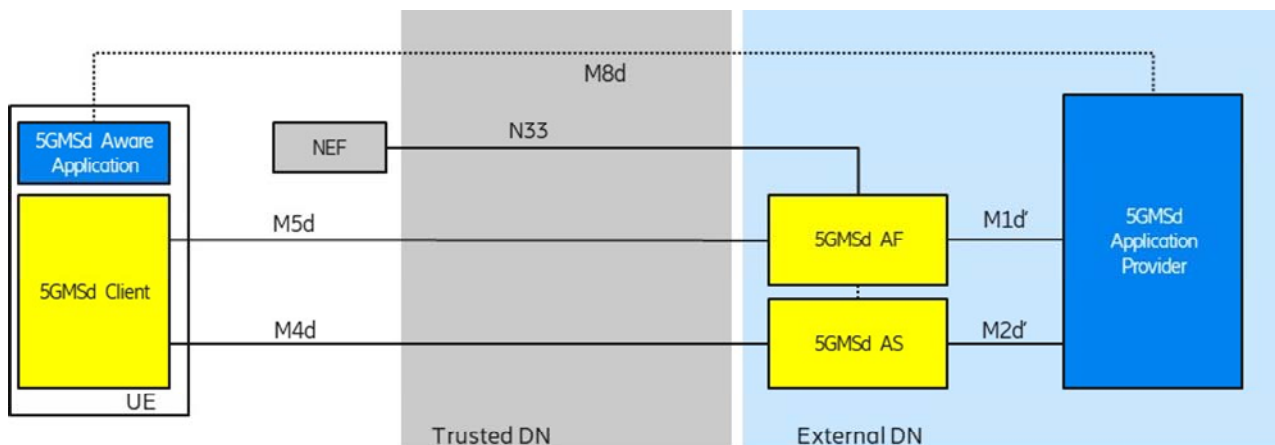 M8d
5GMSd Aware
Application
NEF
N33
M5d
5GMSd AF
M1d'
5GMSd
Application
Provider
5GMSd Client
M4d
5GMSd AS
M2d'
UE
Trusted DN
External DN